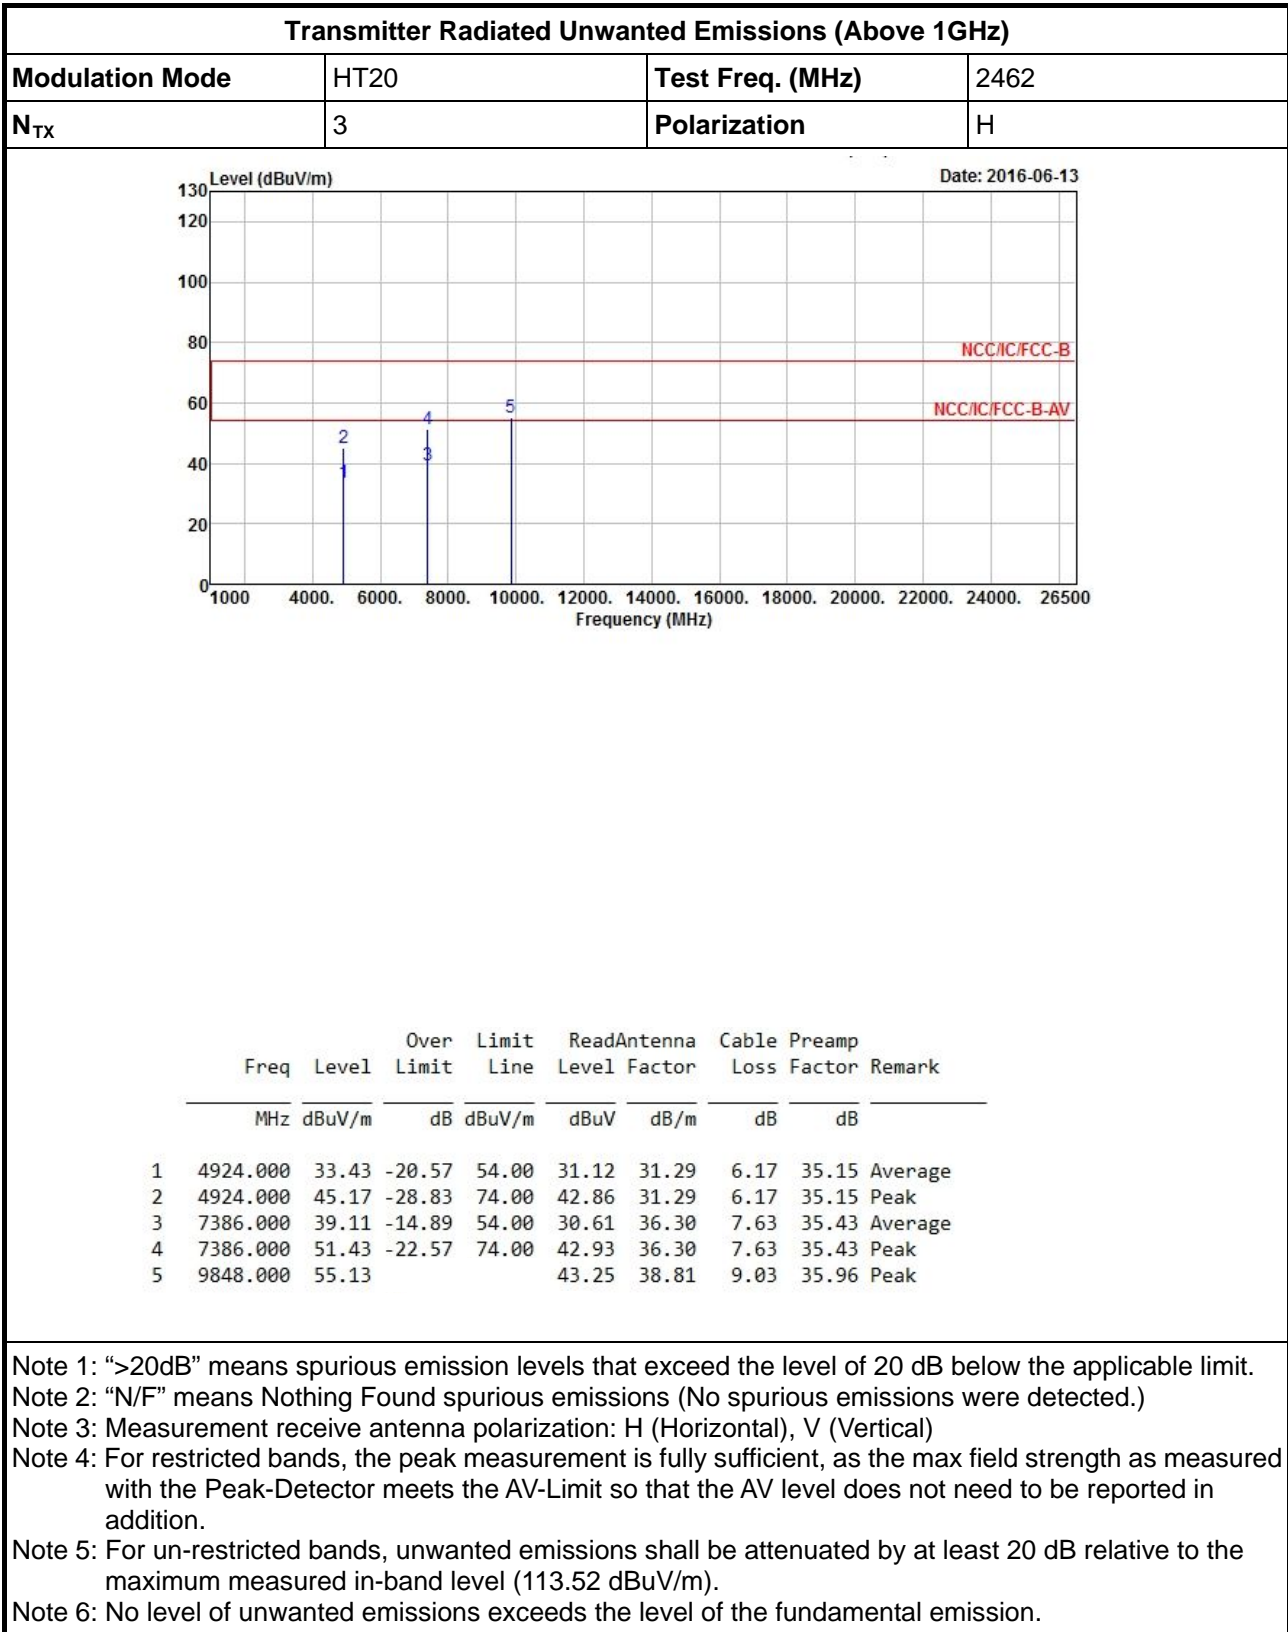 Transmitter Radiated Unwanted Emissions (Above 1GHz)
Modulation Mode HT20 Test Freq. (MHz) 2462
NTX 3 Polarization H
Level (dBuV/m) Date: 2016-06-13
130
120
100
80
NCC/IC/FCC-B
60
5
NCC/IC/FCC-B-AV
4
2
3
40
1
20
0
1000 4000. 6000. 8000. 10000. 12000. 14000. 16000. 18000. 20000. 22000. 24000. 26500
Frequency (MHz)
Over Limit ReadAntenna Cable Preamp
Freq Level Limit Line Level Factor Loss Factor Remark
MHz dBuV/m dB dBuV/m dBuV dB/m dB dB
1 4924.000 33.43 -20.57 54.00 31.12 31.29 6.17 35.15 Average
2 4924.000 45.17 -28.83 74.00 42.86 31.29 6.17 35.15 Peak
3 7386.000 39.11 -14.89 54.00 30.61 36.30 7.63 35.43 Average
4 7386.000 51.43 -22.57 74.00 42.93 36.30 7.63 35.43 Peak
5 9848.000 55.13 43.25 38.81 9.03 35.96 Peak
Note 1: “>20dB” means spurious emission levels that exceed the level of 20 dB below the applicable limit.
Note 2: “N/F” means Nothing Found spurious emissions (No spurious emissions were detected.)
Note 3: Measurement receive antenna polarization: H (Horizontal), V (Vertical)
Note 4: For restricted bands, the peak measurement is fully sufficient, as the max field strength as measured
with the Peak-Detector meets the AV-Limit so that the AV level does not need to be reported in
addition.
Note 5: For un-restricted bands, unwanted emissions shall be attenuated by at least 20 dB relative to the
maximum measured in-band level (113.52 dBuV/m).
Note 6: No level of unwanted emissions exceeds the level of the fundamental emission.